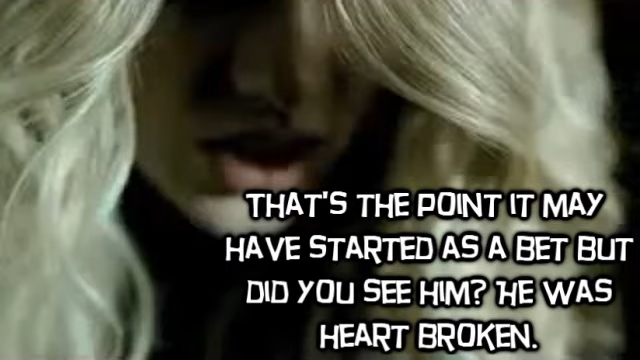 THAT'S THE POINT IT MAY
HAVE STARTED AS A BET BUT
DID YOU SEE HIM? HE WAS
HEART BROKEN.